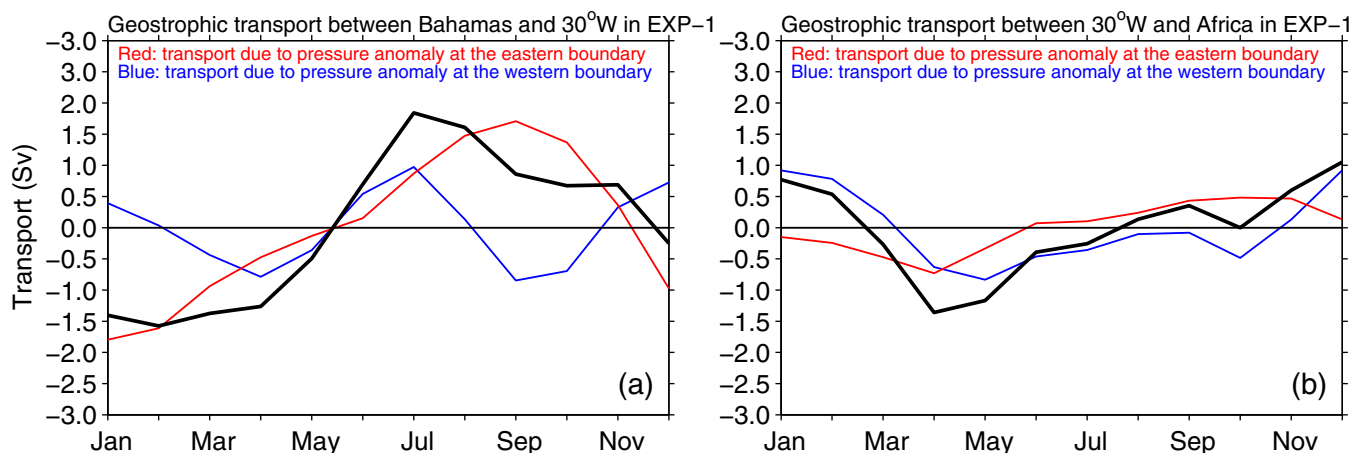 Geostrophic transport between Bahamas and 30°W in EXP−1
Red: transport due to pressure anomaly at the eastern boundary
Blue: transport due to pressure anomaly at the western boundary
Transport (Sv)
−3.0
3.0
2.0
1.5
1.0
0.5
0.0
−0.5
−1.0
−1.5
−2.0
−2.5
−3.0
(a)
Jan Mar May Jul Sep Nov
Geostrophic transport between 30°W and Africa in EXP−1
Red: transport due to pressure anomaly at the eastern boundary
Blue: transport due to pressure anomaly at the western boundary
−3.0
3.0
2.0
1.5
1.0
0.5
0.0
−0.5
−1.0
−1.5
−2.0
−2.5
−3.0
(b)
Jan Mar May Jul Sep Nov